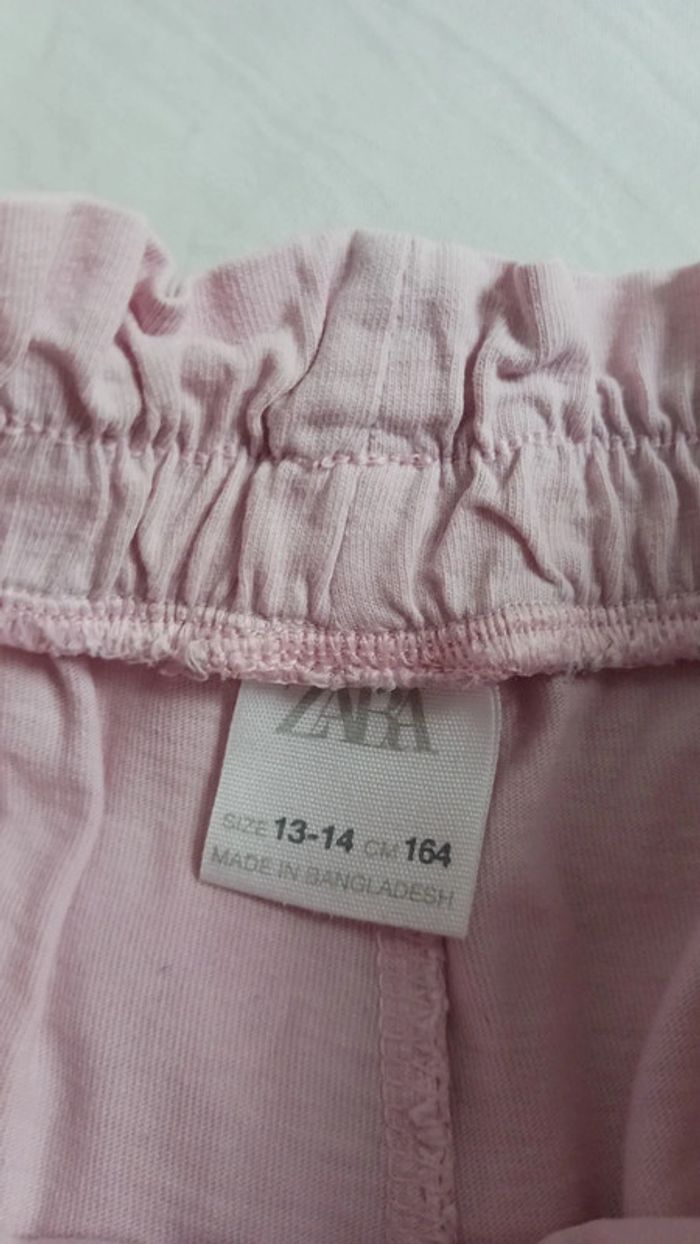 ZARA
SIZE 13-14 CM 164
MADE IN BANGLADESH